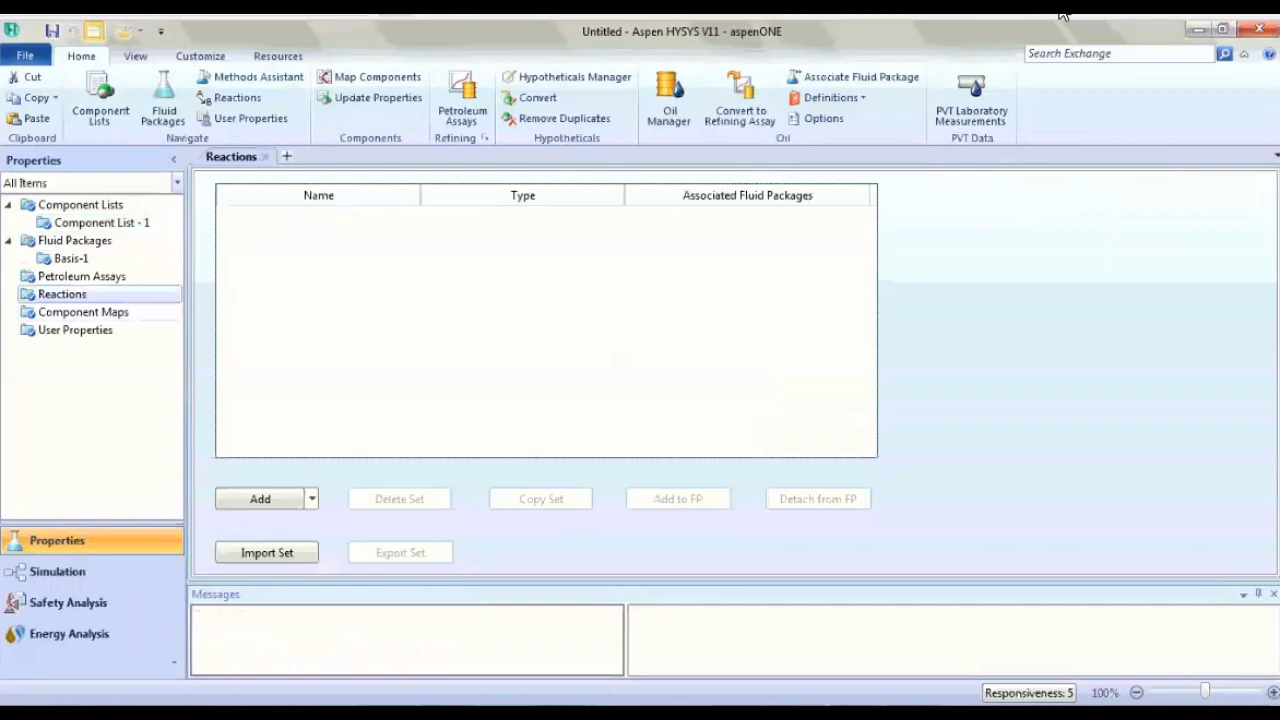 Untitled - Aspen HYSYS V11 - aspenONE
File Home View Customize Resources Search Exchange
Cut
Copy
Paste
Clipboard
Component Lists
Fluid Packages
Methods Assistant
Reactions
User Properties
Navigate
Map Components
Update Properties
Components
Petroleum Assays
Refining
Hypotheticals Manager
Convert
Remove Duplicates
Hypotheticals
Oil Manager
Convert to Refining Assay
Associate Fluid Package
Definitions
Options
Oil
PVT Laboratory Measurements
PVT Data
Properties
All Items
Component Lists
Component List - 1
Fluid Packages
Basis-1
Petroleum Assays
Reactions
Component Maps
User Properties
Properties
Simulation
Safety Analysis
Energy Analysis
Reactions
Name Type Associated Fluid Packages
Add Delete Set Copy Set Add to FP Detach from FP
Import Set Export Set
Messages
Responsiveness: 5 100%